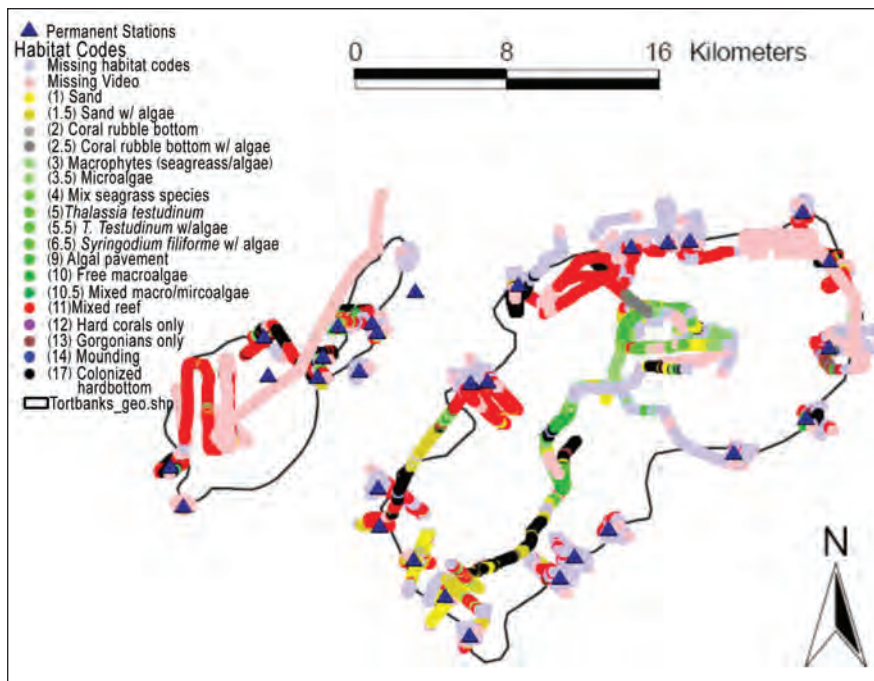 Permanent Stations
Habitat Codes
Missing habitat codes
Missing Video
(1) Sand
(1.5) Sand w/ algae
(2) Coral rubble bottom
(2.5) Coral rubble bottom w/ algae
(3) Macrophytes (seagreass/algae)
(3.5) Microalgae
(4) Mix seagrass species
(5) Thalassia testudinum
(5.5) T. Testudinum w/algae
(6.5) Syringodium filiforme w/ algae
(9) Algal pavement
(10) Free macroalgae
(10.5) Mixed macro/mircoalgae
(11)Mixed reef
(12) Hard corals only
(13) Gorgonians only
(14) Mounding
(17) Colonized
hardbottom
Tortbanks_geo.shp
0 8 16 Kilometers
N